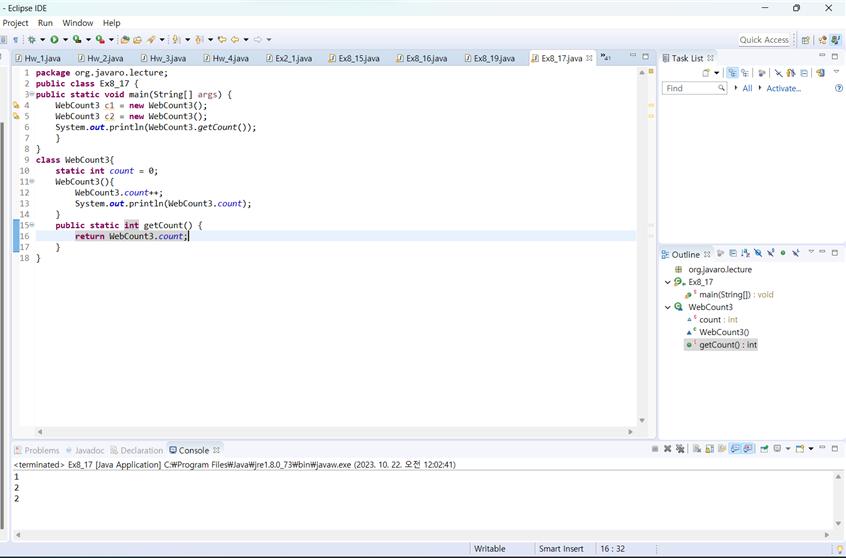 - Eclipse IDE
Project Run Window Help
Quick Access
Hw_1.java Hw_2.java Hw_3.java Hw_4.java Ex2_1.java Ex8_15.java Ex8_16.java Ex8_19.java Ex8_17.java »41
1 package org.javaro.lecture;
2 public class Ex8_17 {
3 public static void main(String[] args) {
4 WebCount3 c1 = new WebCount3();
5 WebCount3 c2 = new WebCount3();
6 System.out.println(WebCount3.getCount());
7 }
8 }
9 class WebCount3{
10 static int count = 0;
11 WebCount3(){
12 WebCount3.count++;
13 System.out.println(WebCount3.count);
14 }
15 public static int getCount() {
16 return WebCount3.count;
17 }
18 }
Task List
Find All Activate...
Outline
org.javaro.lecture
Ex8_17
main(String[]) : void
WebCount3
count : int
WebCount3()
getCount() : int
Problems Javadoc Declaration Console
<terminated> Ex8_17 [Java Application] C:₩Program Files₩Java₩jre1.8.0_73₩bin₩javaw.exe (2023. 10. 22. 오전 12:02:41)
1
2
2
Writable Smart Insert 16 : 32